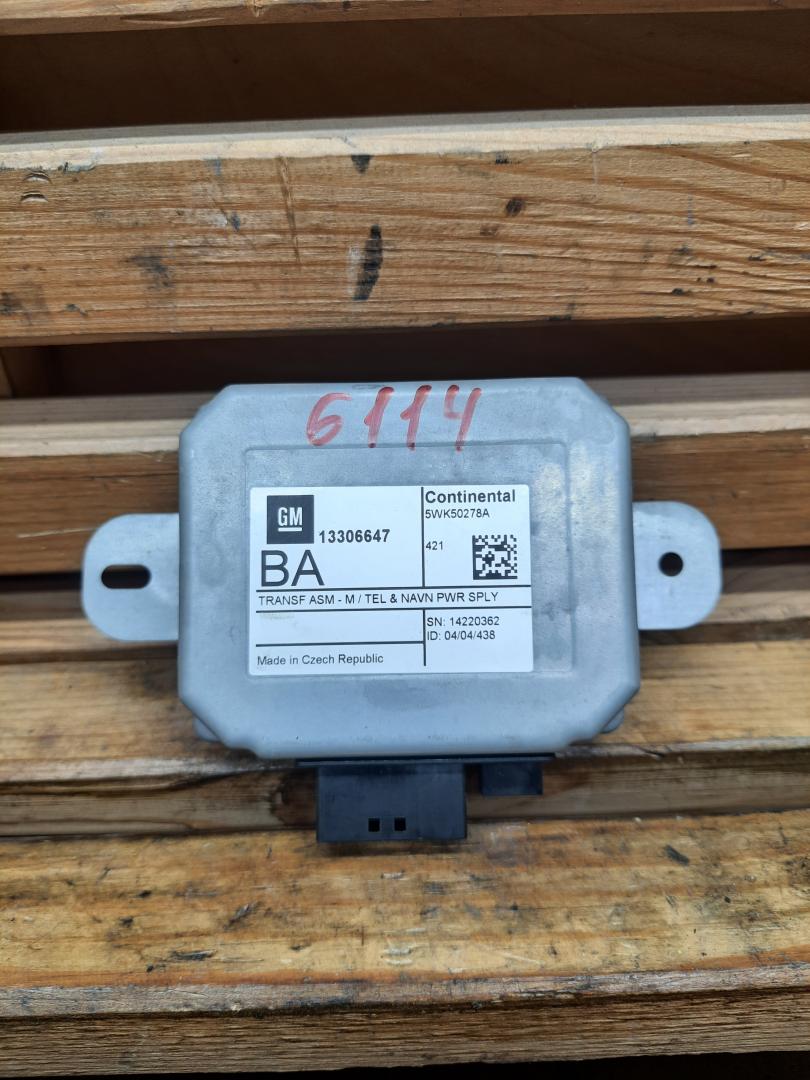 6114
GM
13306647
BA
Continental
5WK50278A
421
TRANSF ASM - M / TEL & NAVN PWR SPLY
SN: 14220362
ID: 04/04/438
Made in Czech Republic